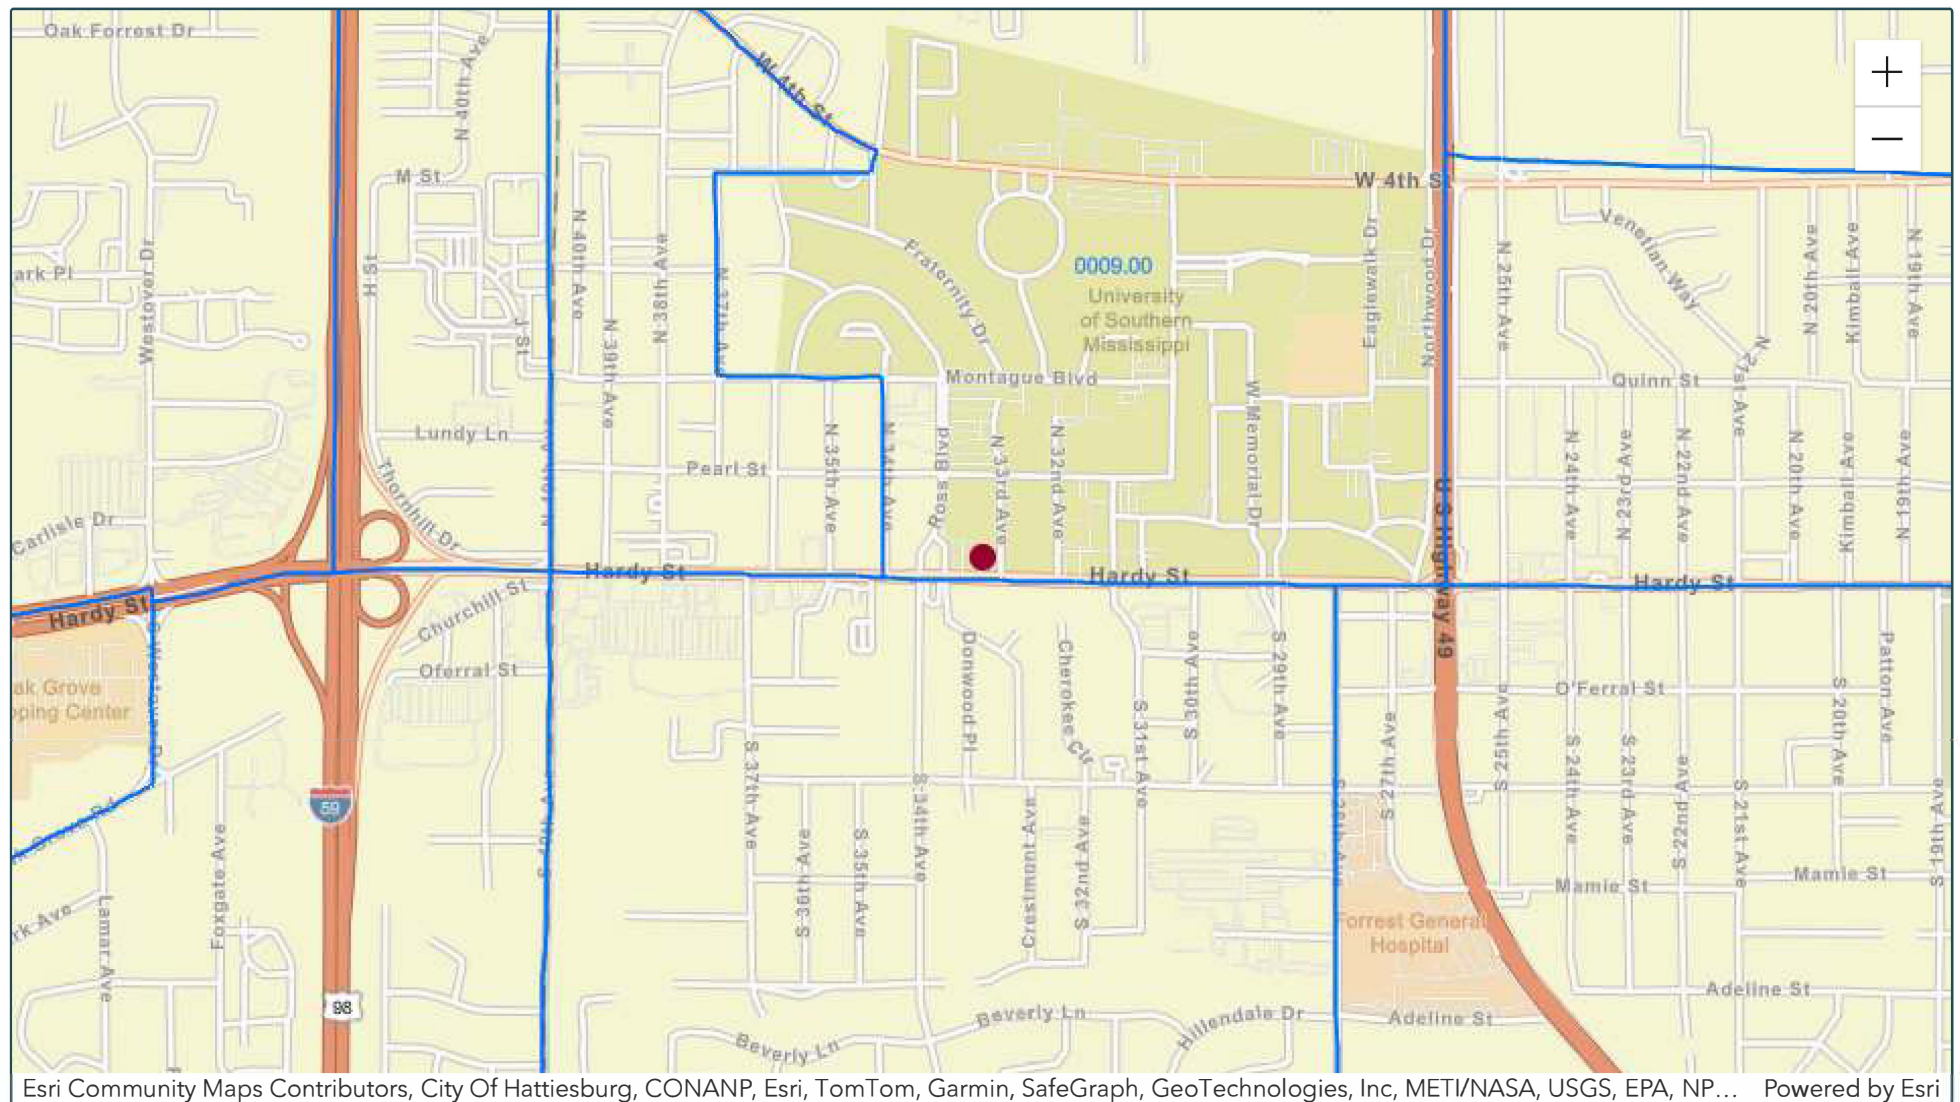 Oak Forrest Dr
N 40th Ave
W 4th St
+
−
M St
W 4th St
Westover Dr
ark Pl
H St
J St
N 40th Ave
N 39th Ave
N 38th Ave
N 37th Ave
Fraternity Dr
0009.00
University
of Southern
Mississippi
Eaglewalk Dr
Northwood Dr
N 25th Ave
Venetian Way
N 21st Ave
N 20th Ave
Kimball Ave
N 19th Ave
Montague Blvd
Quinn St
Lundy Ln
Pearl St
N 35th Ave
N 34th Ave
Ross Blvd
N 33rd Ave
N 32nd Ave
W Memorial Dr
U S Highway 49
N 24th Ave
N 23rd Ave
N 22nd Ave
N 20th Ave
Kimball Ave
N 19th Ave
Carlisle Dr
Thornhill Dr
Hardy St
Hardy St
Hardy St
Hardy St
Churchill St
Oferral St
S Westover Dr
ak Grove
pping Center
Donwood Pl
Cherokee Cir
S 31st Ave
S 30th Ave
S 29th Ave
S 27th Ave
O'Ferral St
S 25th Ave
S 24th Ave
S 23rd Ave
S 22nd Ave
S 21st Ave
S 20th Ave
Patton Ave
S 19th Ave
59
S 40th Ave
S 37th Ave
S 36th Ave
S 35th Ave
S 34th Ave
Crestmont Ave
S 32nd Ave
Foxgate Ave
Lamar Ave
rk Ave
Mamie St
Mamie St
Forrest General
Hospital
98
Adeline St
Adeline St
Beverly Ln
Beverly Ln
Hillendale Dr
Esri Community Maps Contributors, City Of Hattiesburg, CONANP, Esri, TomTom, Garmin, SafeGraph, GeoTechnologies, Inc, METI/NASA, USGS, EPA, NP… Powered by Esri